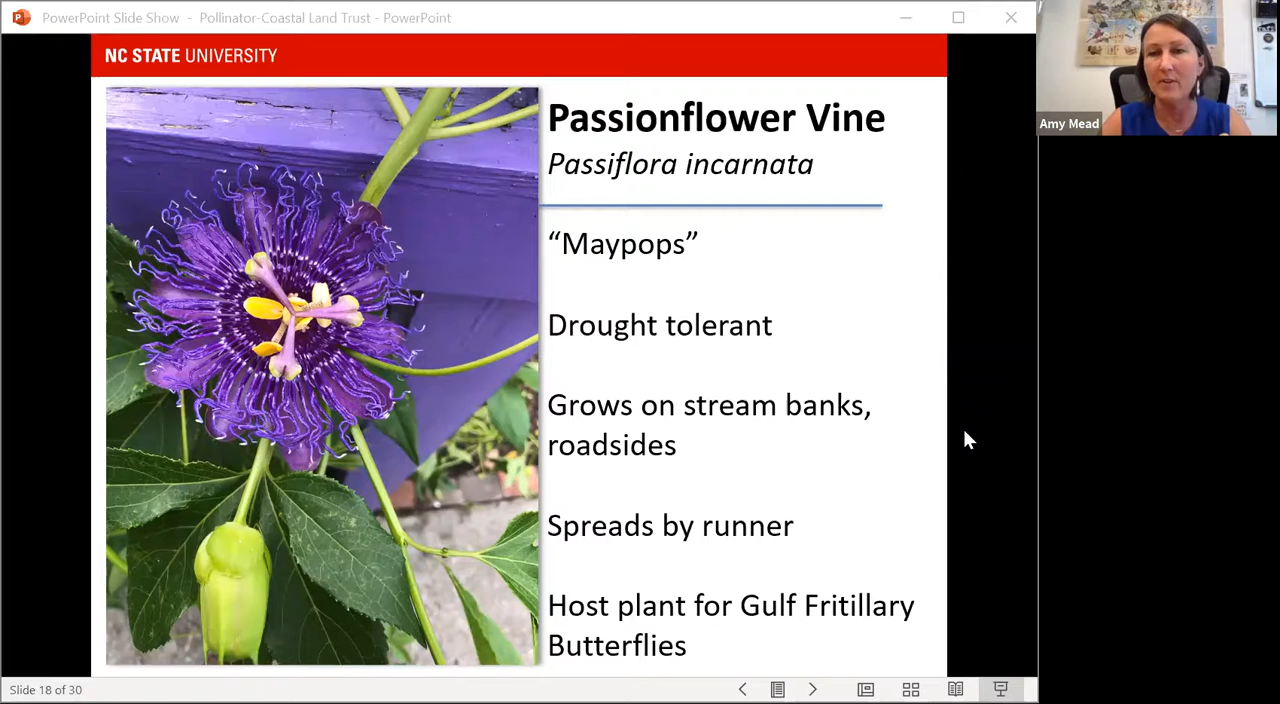 PowerPoint Slide Show - Pollinator-Coastal Land Trust - PowerPoint
NC STATE UNIVERSITY
Passionflower Vine
Passiflora incarnata
“Maypops”
Drought tolerant
Grows on stream banks,
roadsides
Spreads by runner
Host plant for Gulf Fritillary
Butterflies
Amy Mead
Slide 18 of 30